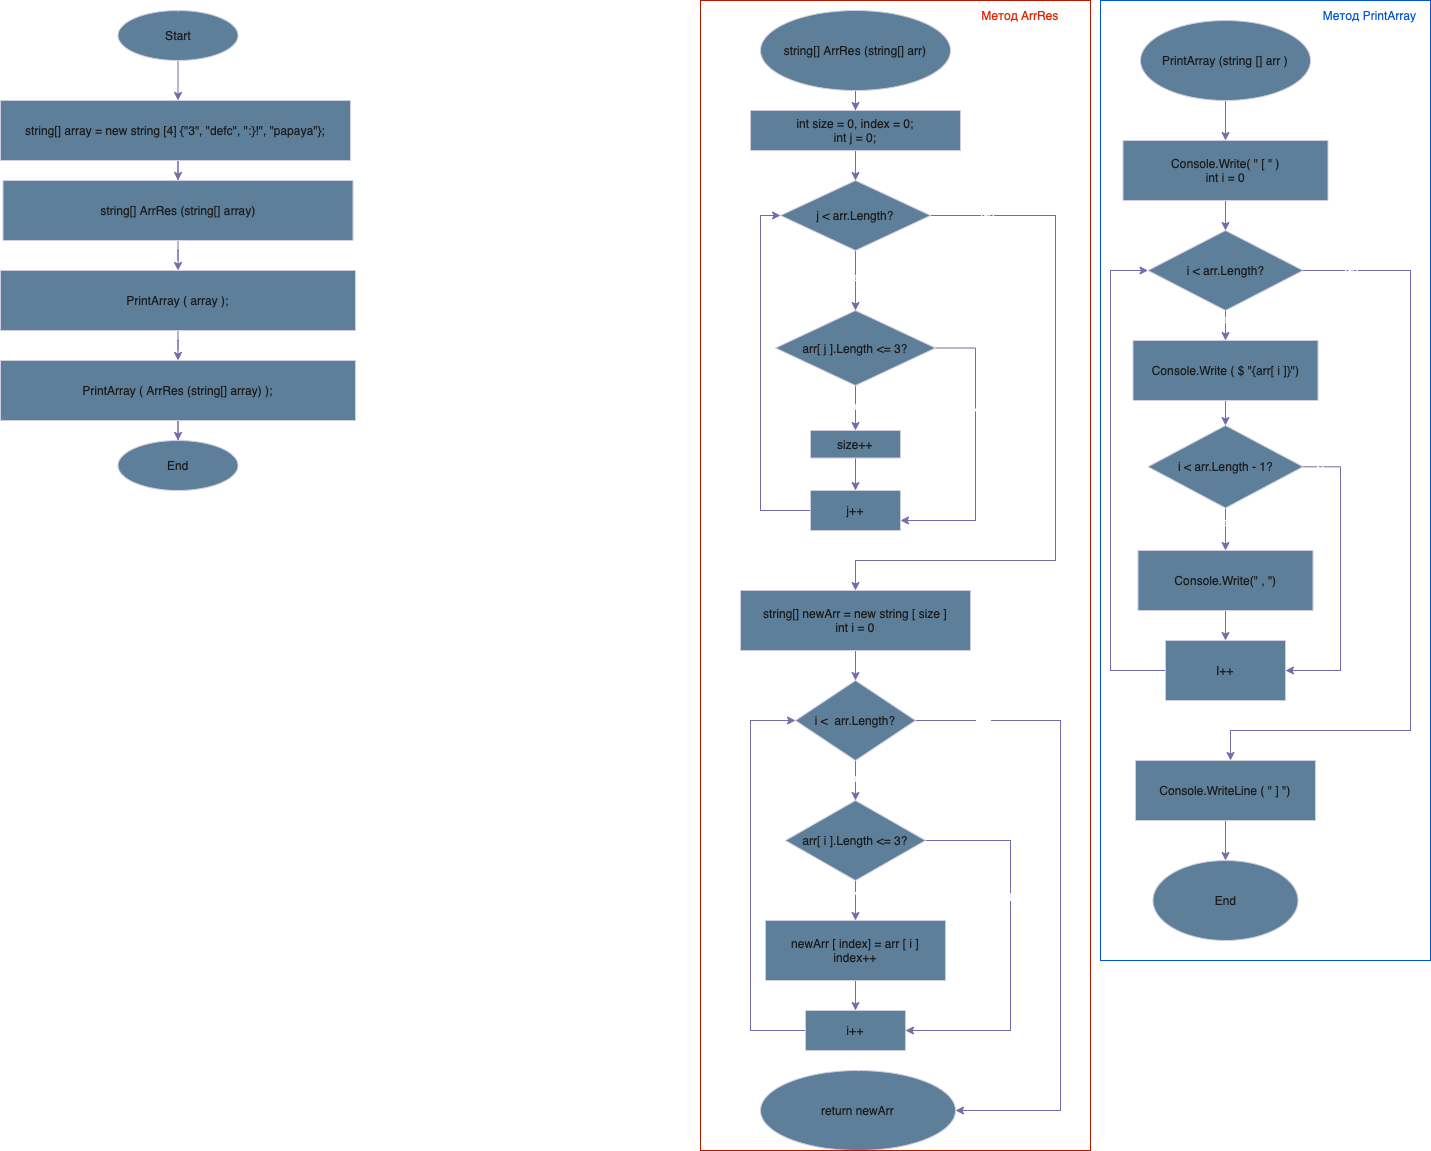 Start
string[] array = new string [4] {"3", "defc", ":}!", "papaya"};
string[] ArrRes (string[] array)
PrintArray ( array );
PrintArray ( ArrRes (string[] array) );
End
Метод ArrRes
string[] ArrRes (string[] arr)
int size = 0, index = 0;
int j = 0;
j < arr.Length?
arr[ j ].Length <= 3?
size++
j++
string[] newArr = new string [ size ]
int i = 0
i < arr.Length?
arr[ i ].Length <= 3?
newArr [ index] = arr [ i ]
index++
i++
return newArr
Метод PrintArray
PrintArray (string [] arr )
Console.Write( " [ " )
int i = 0
i < arr.Length?
Console.Write ( $ "{arr[ i ]}")
i < arr.Length - 1?
Console.Write(" , ")
I++
Console.WriteLine ( " ] ")
End